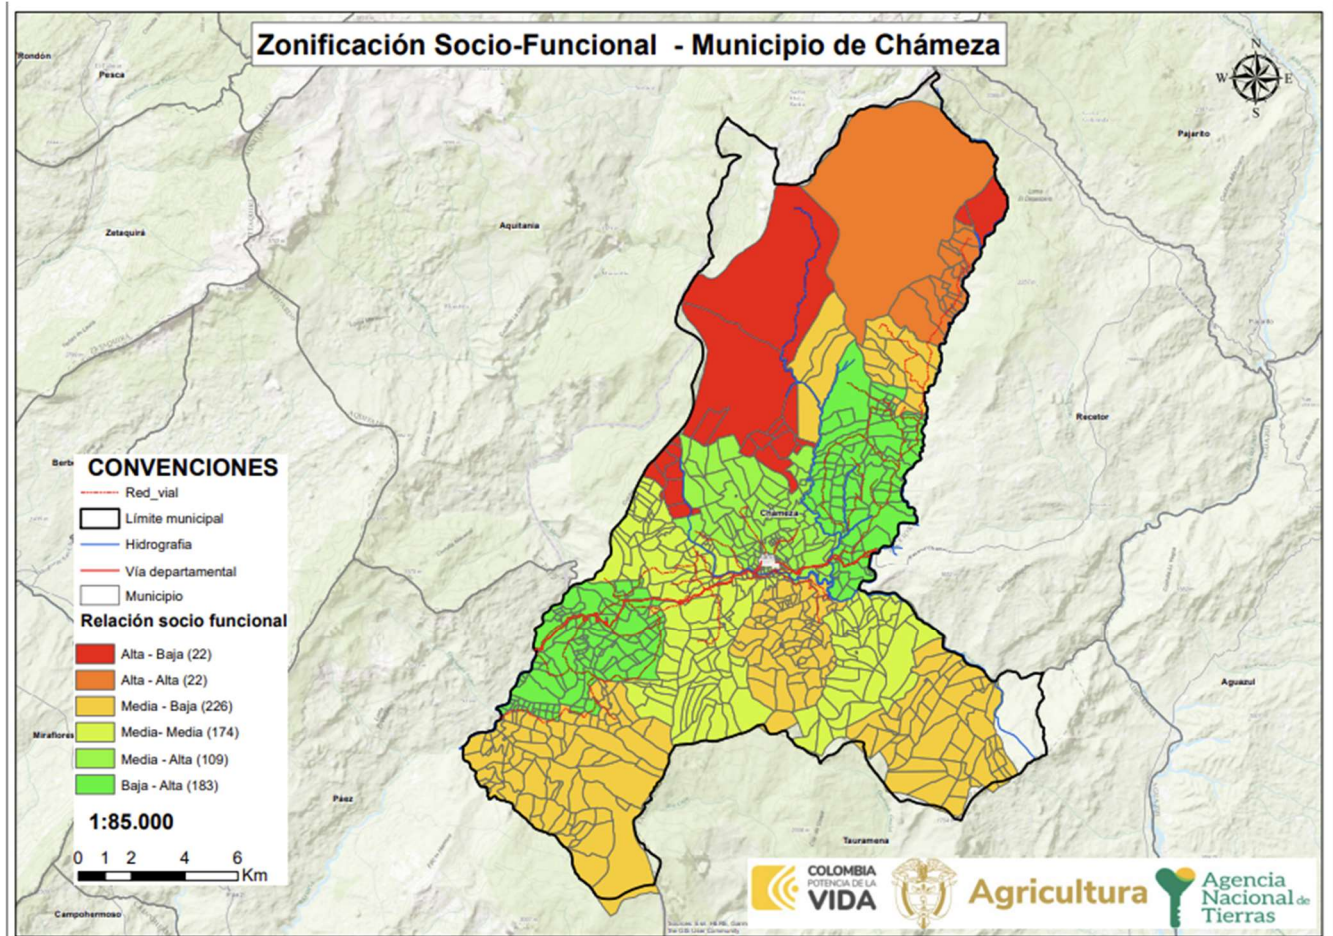 Zonificación Socio-Funcional - Municipio de Chámeza
N
W E
S
Rondón
Pesca
Pajarito
Zetaquirá
Aquitania
Recetor
Chámeza
Aguazul
Miraflores
Páez
Tauramena
Campohermoso
CONVENCIONES
Red_vial
Límite municipal
Hidrografia
Vía departamental
Municipio
Relación socio funcional
Alta - Baja (22)
Alta - Alta (22)
Media - Baja (226)
Media- Media (174)
Media - Alta (109)
Baja - Alta (183)
1:85.000
0 1 2 4 6
Km
COLOMBIA
POTENCIA DE LA
VIDA
Agricultura
Agencia
Nacional de
Tierras